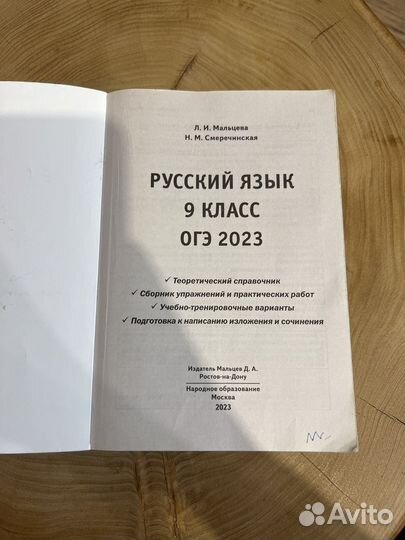 Л. И. Мальцева
Н. М. Смеречинская
РУССКИЙ ЯЗЫК
9 КЛАСС
ОГЭ 2023
✓ Теоретический справочник
✓ Сборник упражнений и практических работ
✓ Учебно-тренировочные варианты
✓ Подготовка к написанию изложения и сочинения
Издатель Мальцев Д. А.
Ростов-на-Дону
Народное образование
Москва
2023
Avito